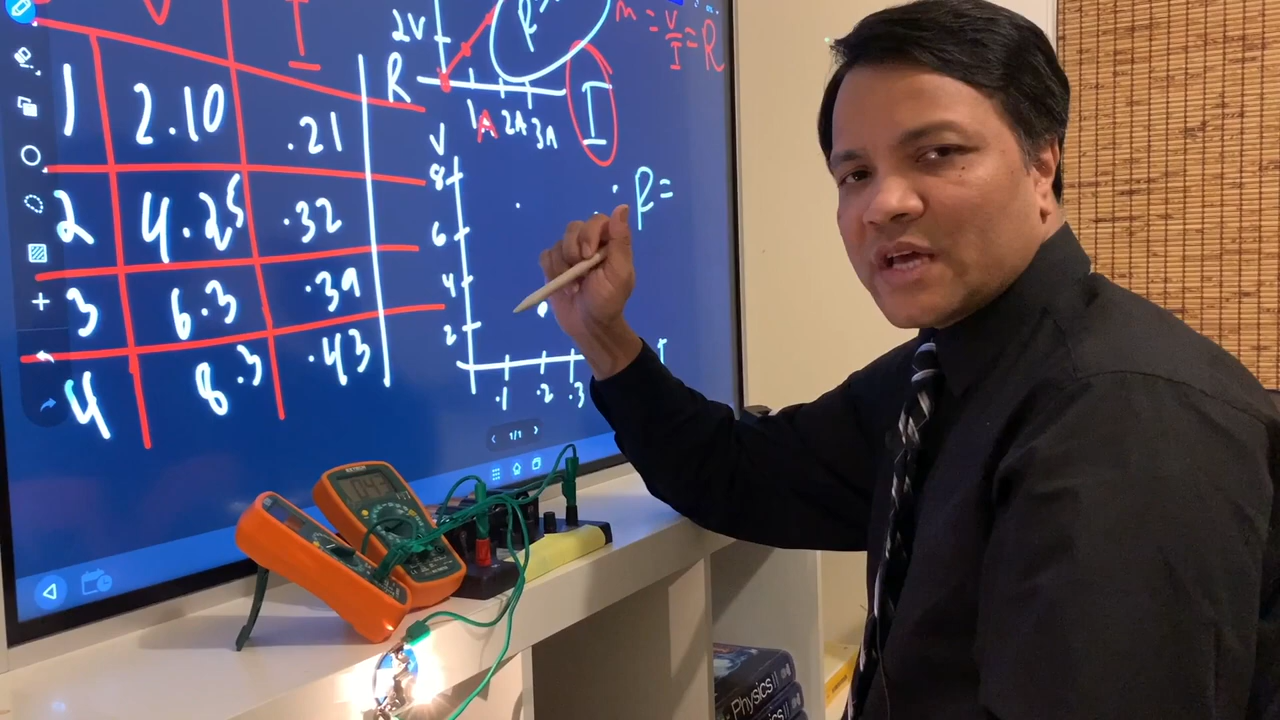 V I
1 2.10 .21
2 4.25 .32
3 6.3 .39
4 8.3 .43
R
2V
1A 2A 3A
I
m = V/I = R
V
8
6
4
2
.1 .2 .3
I
R =
1/1
EXTECH
Physics II